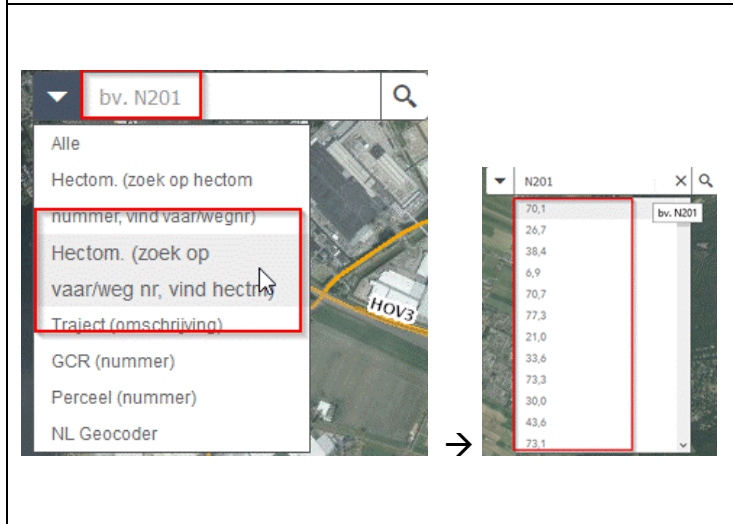 bv. N201
Alle
Hectom. (zoek op hectom
nummer, vind vaar/wegnr)
Hectom. (zoek op
vaar/weg nr, vind hectm)
Traject (omschrijving)
GCR (nummer)
Perceel (nummer)
NL Geocoder
HOV3
→
N201
bv. N201
70,1
26,7
38,4
6,9
70,7
77,3
21,0
33,6
73,3
30,0
43,6
73,1